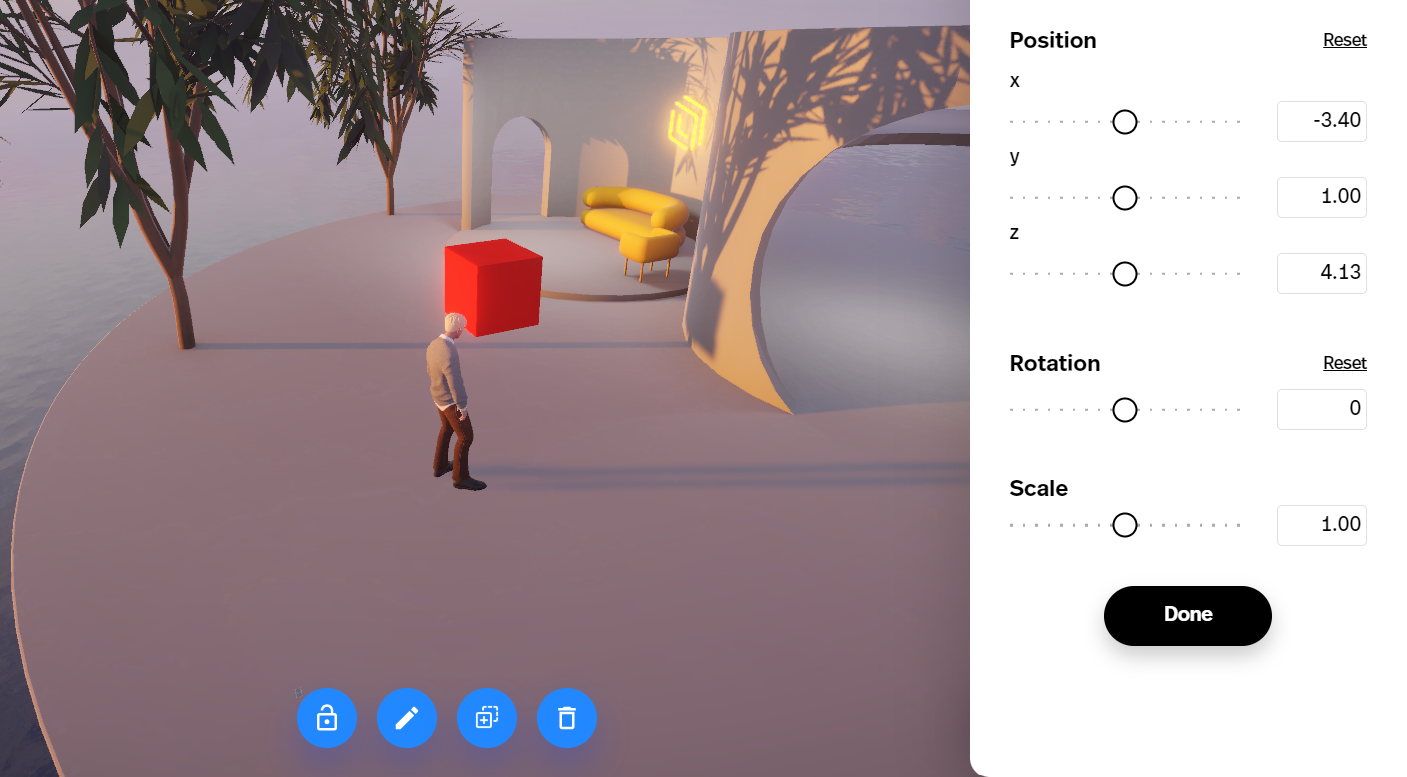 Position Reset
x
-3.40
y
1.00
z
4.13
Rotation Reset
0
Scale
1.00
Done